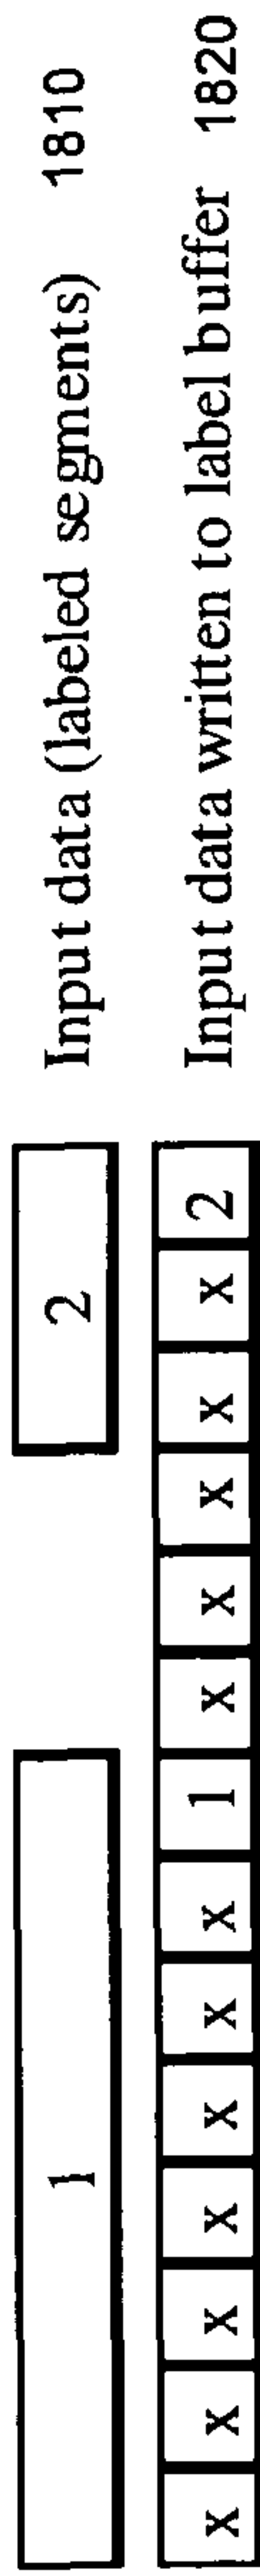 1 2 Input data (labeled segments) 1810
x x x x x x x 1 x x x x x 2 Input data written to label buffer 1820